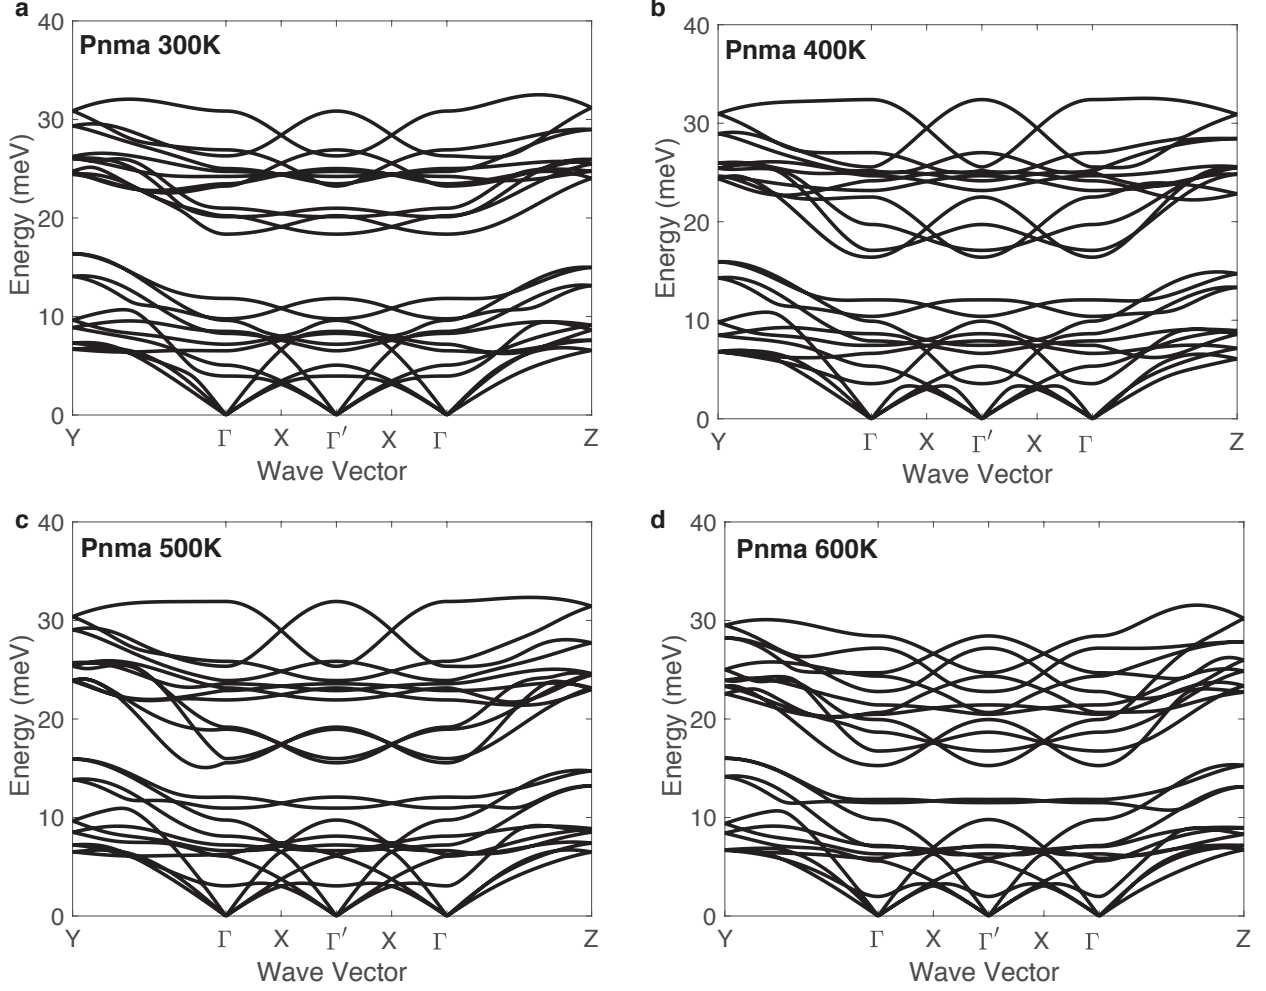 a
Pnma 300K
40
30
20
10
0
Energy (meV)
Y Γ X Γ′ X Γ Z
Wave Vector
b
Pnma 400K
40
30
20
10
0
Energy (meV)
Y Γ X Γ′ X Γ Z
Wave Vector
c
Pnma 500K
40
30
20
10
0
Energy (meV)
Y Γ X Γ′ X Γ Z
Wave Vector
d
Pnma 600K
40
30
20
10
0
Energy (meV)
Y Γ X Γ′ X Γ Z
Wave Vector